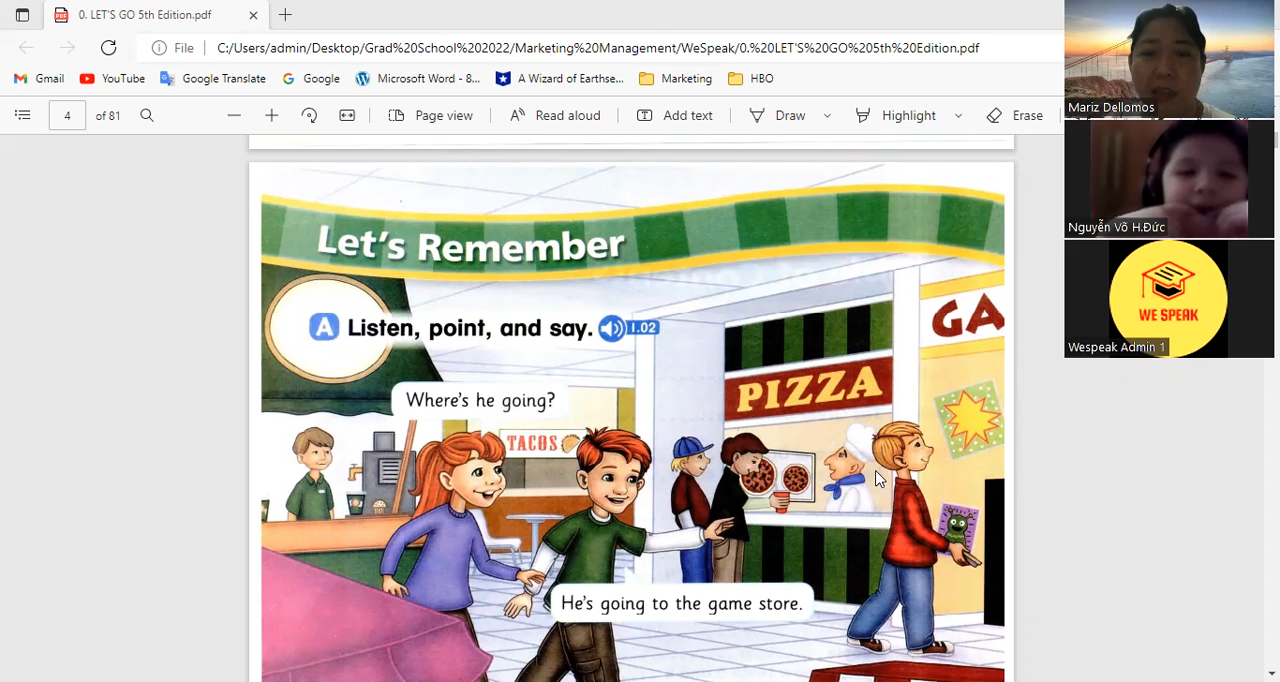 0. LET'S GO 5th Edition.pdf
File C:/Users/admin/Desktop/Grad%20School%202022/Marketing%20Management/WeSpeak/0.%20LET'S%20GO%205th%20Edition.pdf
Gmail YouTube Google Translate Google Microsoft Word - 8... A Wizard of Earthse... Marketing HBO
4 of 81 Page view Read aloud Add text Draw Highlight Erase
Let's Remember
A Listen, point, and say. 1.02
Where's he going?
TACOS
PIZZA
GA
He's going to the game store.
Mariz Dellomos
Nguyễn Võ H.Đức
WE SPEAK
Wespeak Admin 1